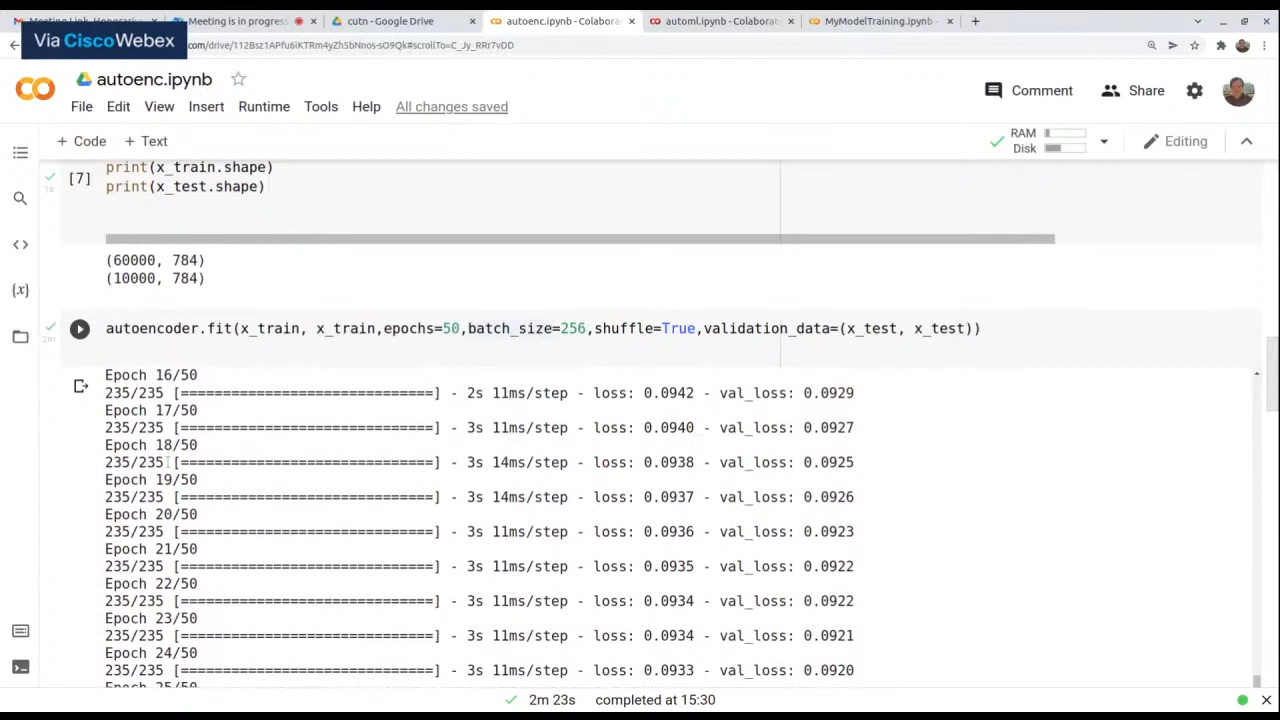 Meeting is in progress
cutn - Google Drive
autoenc.ipynb - Colabora
automl.ipynb - Colabora
MyModelTraining.ipynb
Via CiscoWebex
.com/drive/112Bsz1APfu6iKTRm4yZh5bNnos-sO9Qk#scrollTo=C_Jy_RRr7vDD
autoenc.ipynb
File Edit View Insert Runtime Tools Help All changes saved
Comment
Share
+ Code + Text
RAM
Disk
Editing
[7]
1s
print(x_train.shape)
print(x_test.shape)
(60000, 784)
(10000, 784)
2m
autoencoder.fit(x_train, x_train,epochs=50,batch_size=256,shuffle=True,validation_data=(x_test, x_test))
Epoch 16/50
235/235 [==============================] - 2s 11ms/step - loss: 0.0942 - val_loss: 0.0929
Epoch 17/50
235/235 [==============================] - 3s 11ms/step - loss: 0.0940 - val_loss: 0.0927
Epoch 18/50
235/235 [==============================] - 3s 14ms/step - loss: 0.0938 - val_loss: 0.0925
Epoch 19/50
235/235 [==============================] - 3s 14ms/step - loss: 0.0937 - val_loss: 0.0926
Epoch 20/50
235/235 [==============================] - 3s 11ms/step - loss: 0.0936 - val_loss: 0.0923
Epoch 21/50
235/235 [==============================] - 3s 11ms/step - loss: 0.0935 - val_loss: 0.0922
Epoch 22/50
235/235 [==============================] - 3s 11ms/step - loss: 0.0934 - val_loss: 0.0922
Epoch 23/50
235/235 [==============================] - 3s 11ms/step - loss: 0.0934 - val_loss: 0.0921
Epoch 24/50
235/235 [==============================] - 3s 11ms/step - loss: 0.0933 - val_loss: 0.0920
Epoch 25/50
2m 23s completed at 15:30